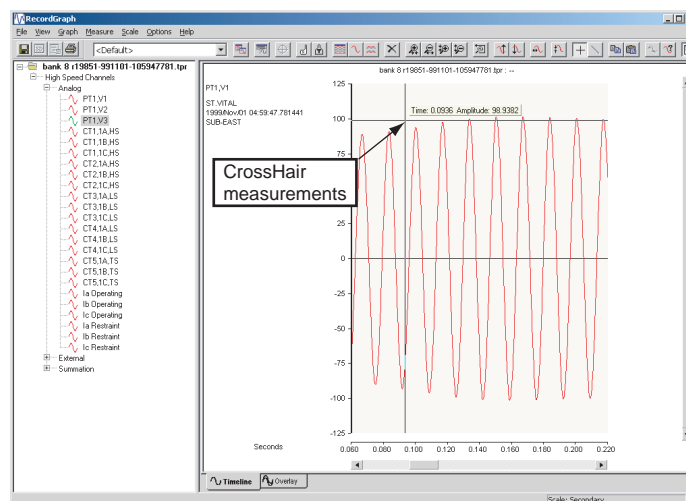 RecordGraph
File View Graph Measure Scale Options Help
<Default>
bank 8 r19851-991101-105947781.tpr
High Speed Channels
Analog
PT1,V1
PT1,V2
PT1,V3
CT1,1A,HS
CT1,1B,HS
CT1,1C,HS
CT2,1A,HS
CT2,1B,HS
CT2,1C,HS
CT3,1A,LS
CT3,1B,LS
CT3,1C,LS
CT4,1A,LS
CT4,1B,LS
CT4,1C,LS
CT5,1A,TS
CT5,1B,TS
CT5,1C,TS
Ia Operating
Ib Operating
Ic Operating
Ia Restraint
Ib Restraint
Ic Restraint
External
Summation
bank 8 r19851-991101-105947781.tpr : --
PT1,V1
ST.VITAL
1999/Nov/01 04:59:47.781441
SUB-EAST
Time: 0.0936 Amplitude: 98.9382
CrossHair
measurements
125
75
25
0
-25
-50
-75
-100
-125
Seconds
0.060 0.080 0.100 0.120 0.140 0.160 0.180 0.200 0.220
Timeline Overlay
Scale: Secondary